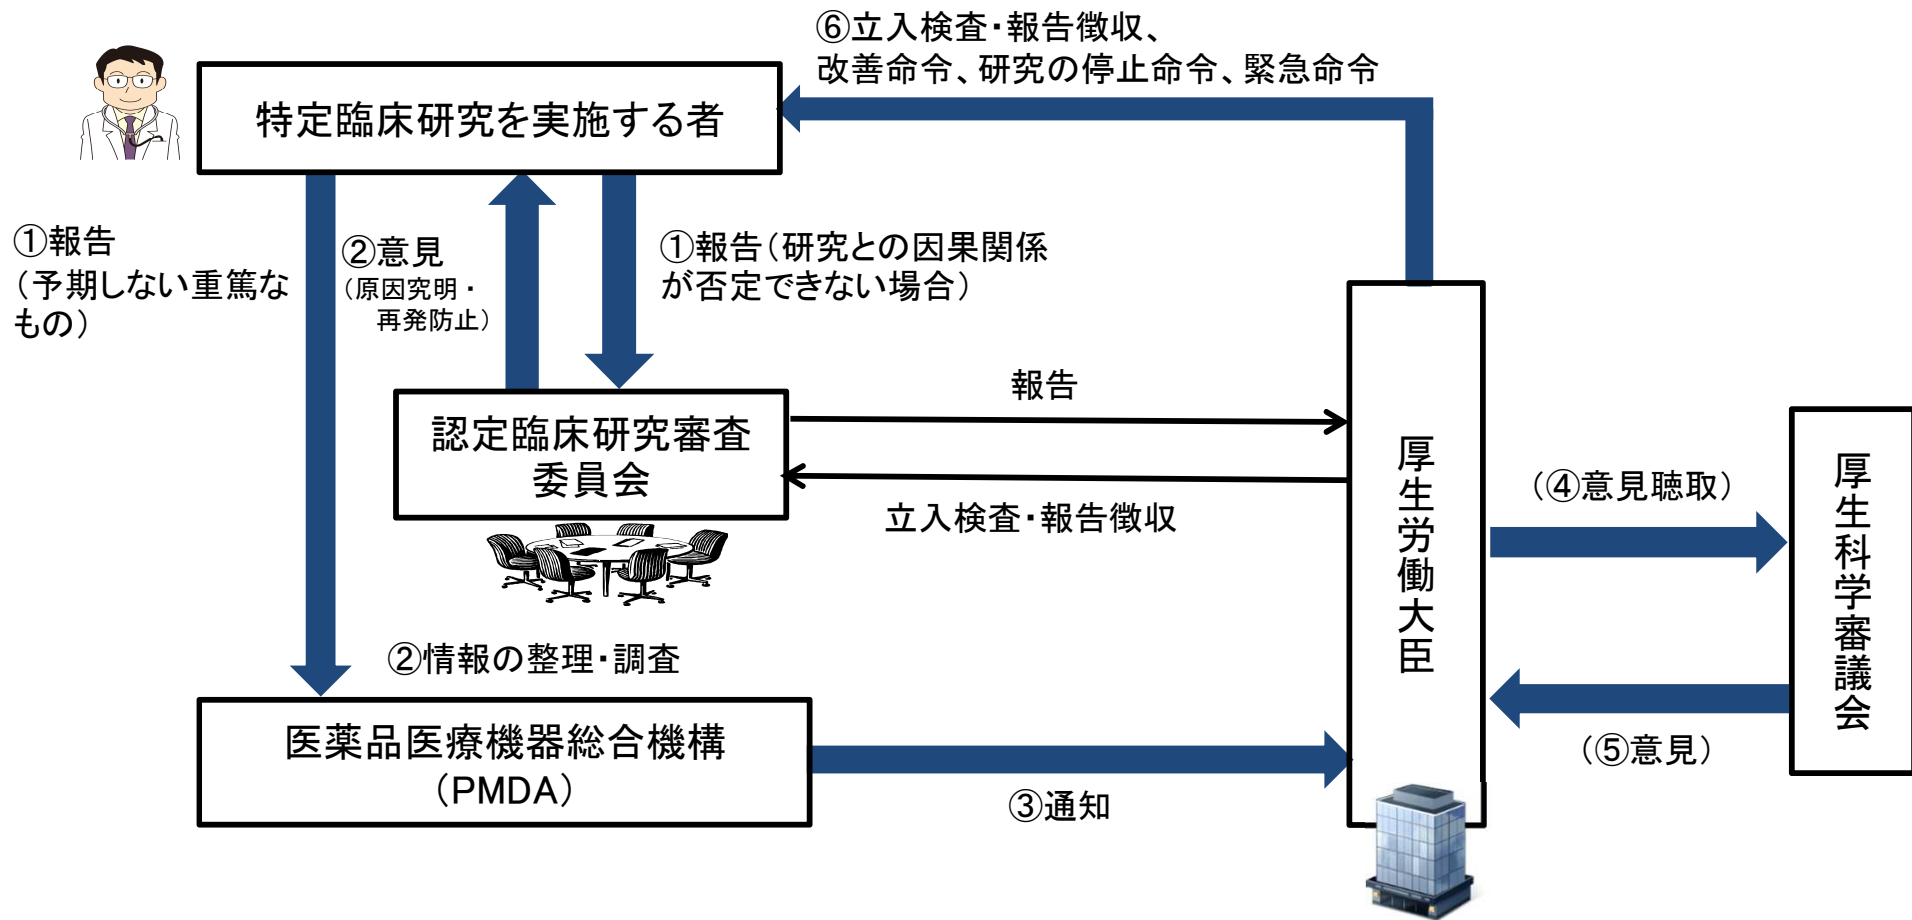 ⑥立入検査・報告徴収、
改善命令、研究の停止命令、緊急命令
特定臨床研究を実施する者
①報告
（予期しない重篤な
もの）
②意見
（原因究明・
再発防止）
①報告（研究との因果関係
が否定できない場合）
報告
認定臨床研究審査
委員会
立入検査・報告徴収
厚生労働大臣
（④意見聴取）
厚生科学審議会
（⑤意見）
②情報の整理・調査
医薬品医療機器総合機構
（PMDA）
③通知